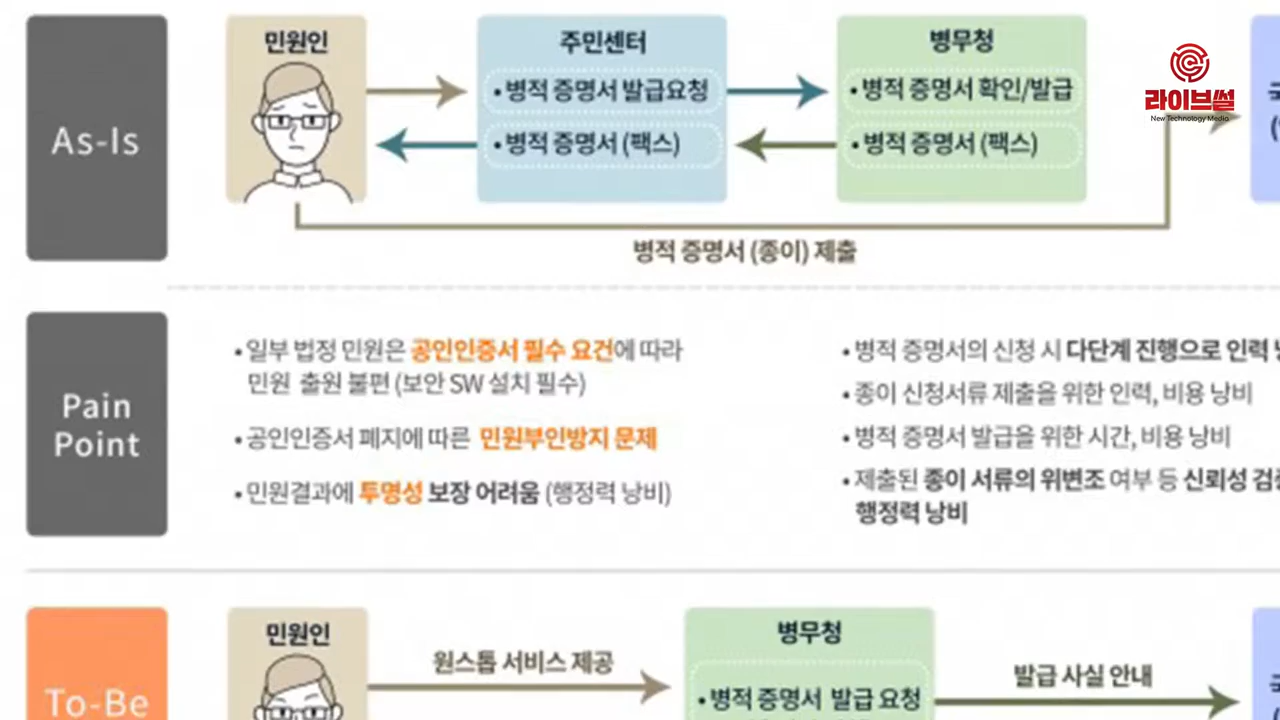 As-Is
민원인
주민센터
• 병적 증명서 발급요청
• 병적 증명서 (팩스)
병무청
• 병적 증명서 확인/발급
• 병적 증명서 (팩스)
라이브썰
New Technology Media
병적 증명서 (종이) 제출
Pain
Point
• 일부 법정 민원은 공인인증서 필수 요건에 따라
민원 출원 불편 (보안 SW 설치 필수)
• 공인인증서 폐지에 따른 민원부인방지 문제
• 민원결과에 투명성 보장 어려움 (행정력 낭비)
• 병적 증명서의 신청 시 다단계 진행으로 인력
• 종이 신청서류 제출을 위한 인력, 비용 낭비
• 병적 증명서 발급을 위한 시간, 비용 낭비
• 제출된 종이 서류의 위변조 여부 등 신뢰성
행정력 낭비
To-Be
민원인
원스톱 서비스 제공
병무청
• 병적 증명서 발급 요청
발급 사실 안내